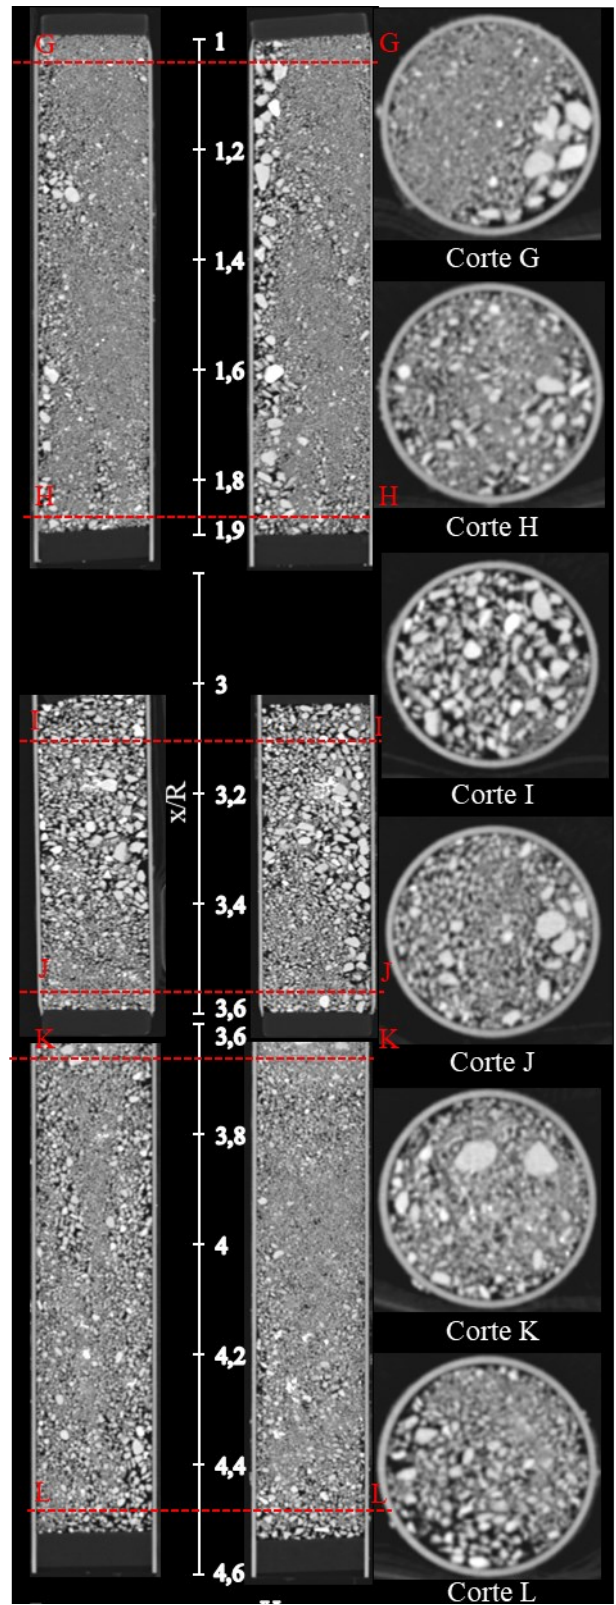 G
G
1
1,2
Corte G
1,4
1,6
H
H
1,8
1,9
Corte H
3
I
I
3,2
Corte I
x/R
3,4
J
J
3,6
K
3,6
K
Corte J
3,8
4
Corte K
4,2
4,4
L
L
4,6
Corte L